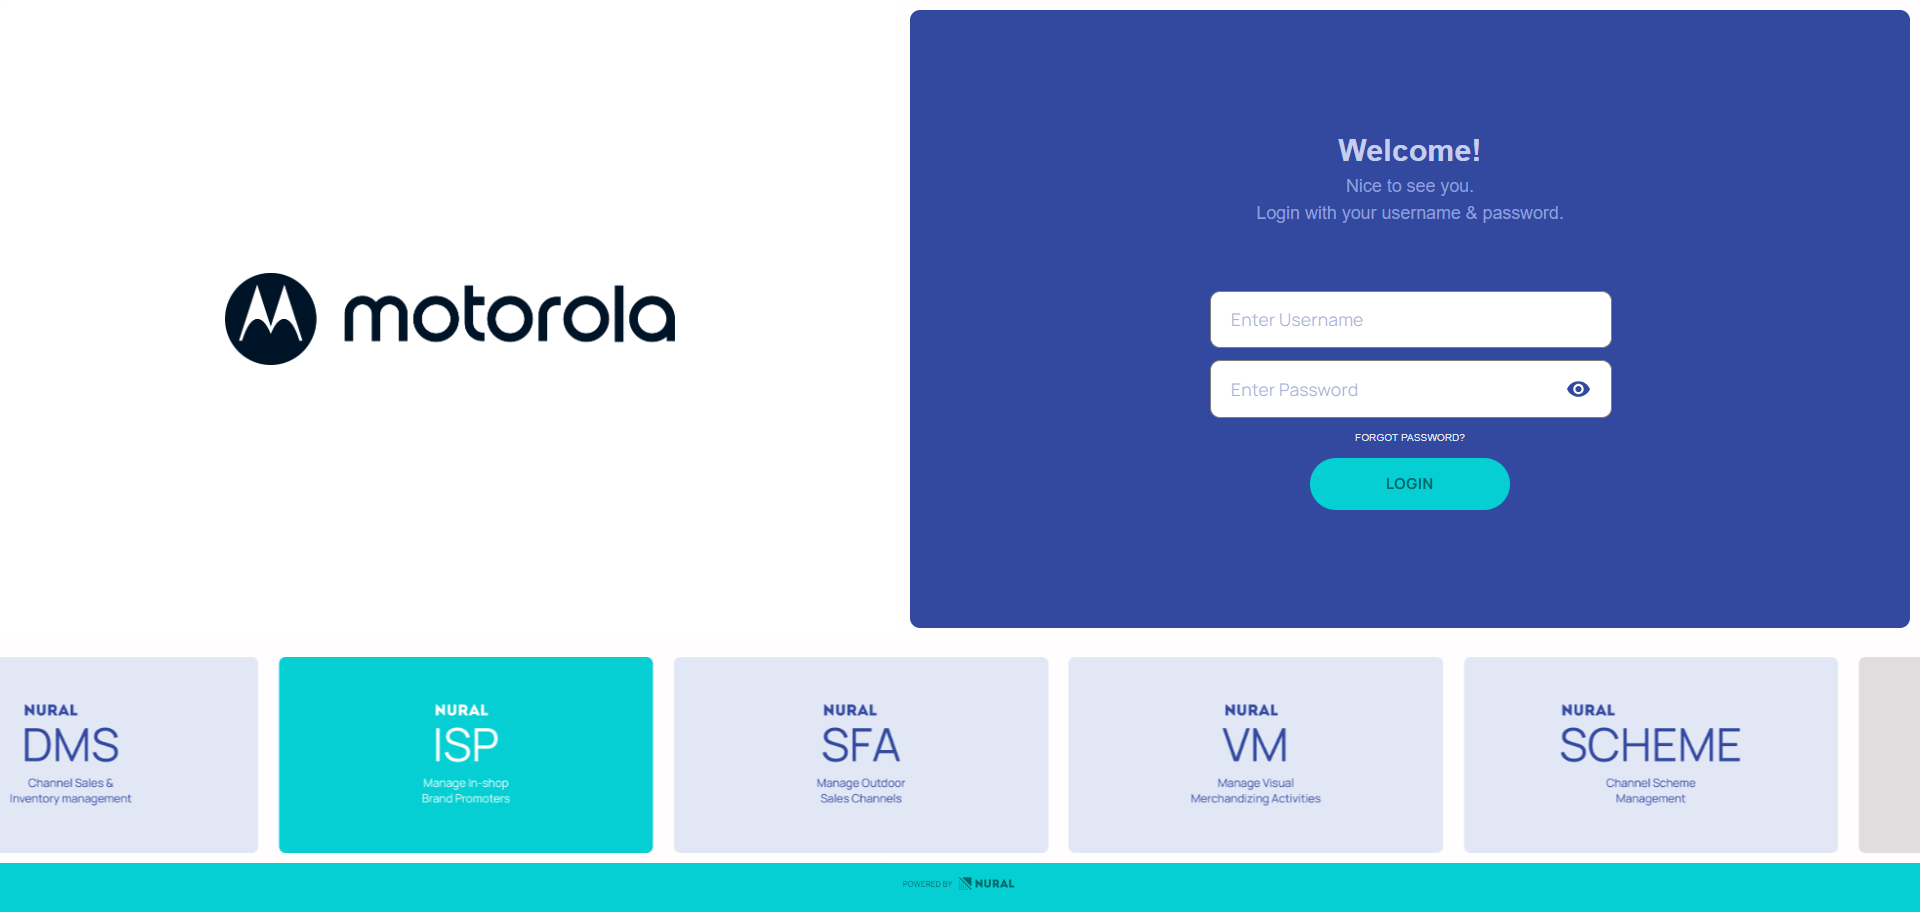 motorola
Welcome!
Nice to see you.
Login with your username & password.
Enter Username
Enter Password
FORGOT PASSWORD?
LOGIN
NURAL
DMS
Channel Sales &
Inventory management
NURAL
ISP
Manage In-shop
Brand Promoters
NURAL
SFA
Manage Outdoor
Sales Channels
NURAL
VM
Manage Visual
Merchandizing Activities
NURAL
SCHEME
Channel Scheme
Management
POWERED BY NURAL